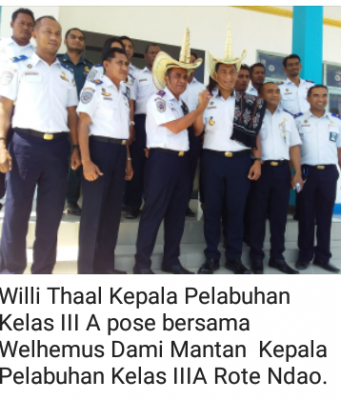 Willi Thaal Kepala Pelabuhan
Kelas III A pose bersama
Welhemus Dami Mantan Kepala
Pelabuhan Kelas IIIA Rote Ndao.